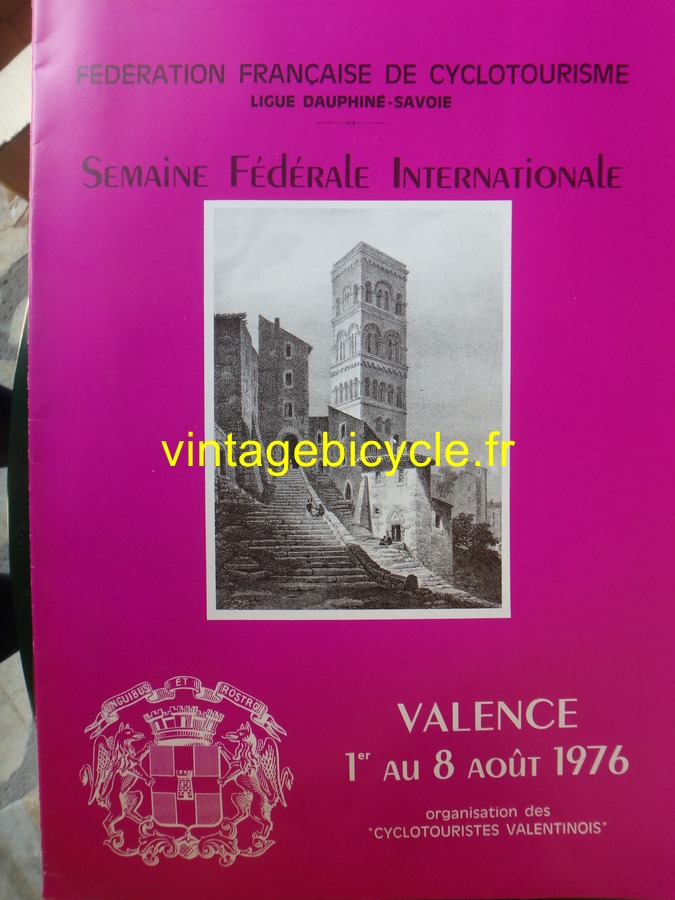 FÉDÉRATION FRANÇAISE DE CYCLOTOURISME
LIGUE DAUPHINÉ-SAVOIE
SEMAINE FÉDÉRALE INTERNATIONALE
vintagebicycle.fr
UNGUIBUS ET ROSTRO
VALENCE
1er AU 8 AOÛT 1976
organisation des
"CYCLOTOURISTES VALENTINOIS"